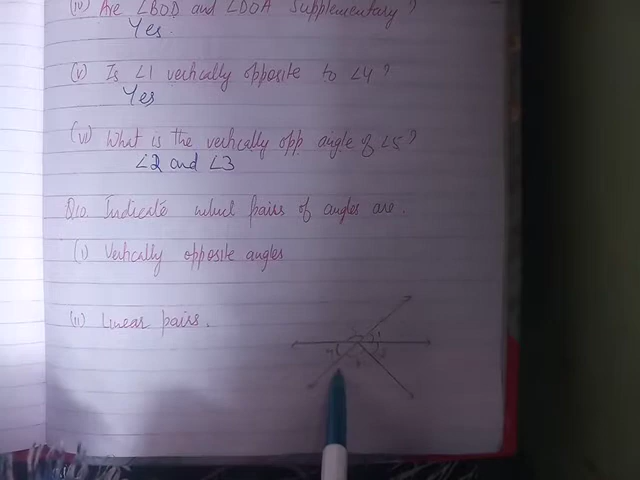 (iv) Are ∠BOD and ∠DOA Supplementary?
Yes.
(v) Is ∠1 vertically opposite to ∠4?
Yes
(vi) What is the vertically opp. angle of ∠5?
∠2 and ∠3
Q10. Indicate which pairs of angles are.
(i) Vertically opposite angles
(ii) Linear pairs.